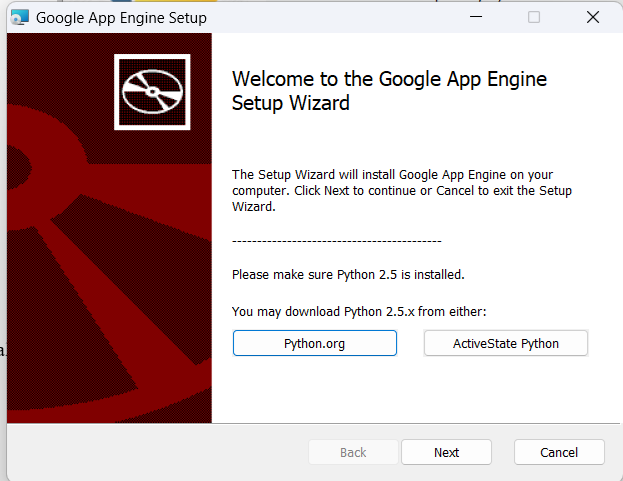 Google App Engine Setup
Welcome to the Google App Engine
Setup Wizard
The Setup Wizard will install Google App Engine on your
computer. Click Next to continue or Cancel to exit the Setup
Wizard.
------------------------------------------
Please make sure Python 2.5 is installed.
You may download Python 2.5.x from either:
Python.org ActiveState Python
Back Next Cancel